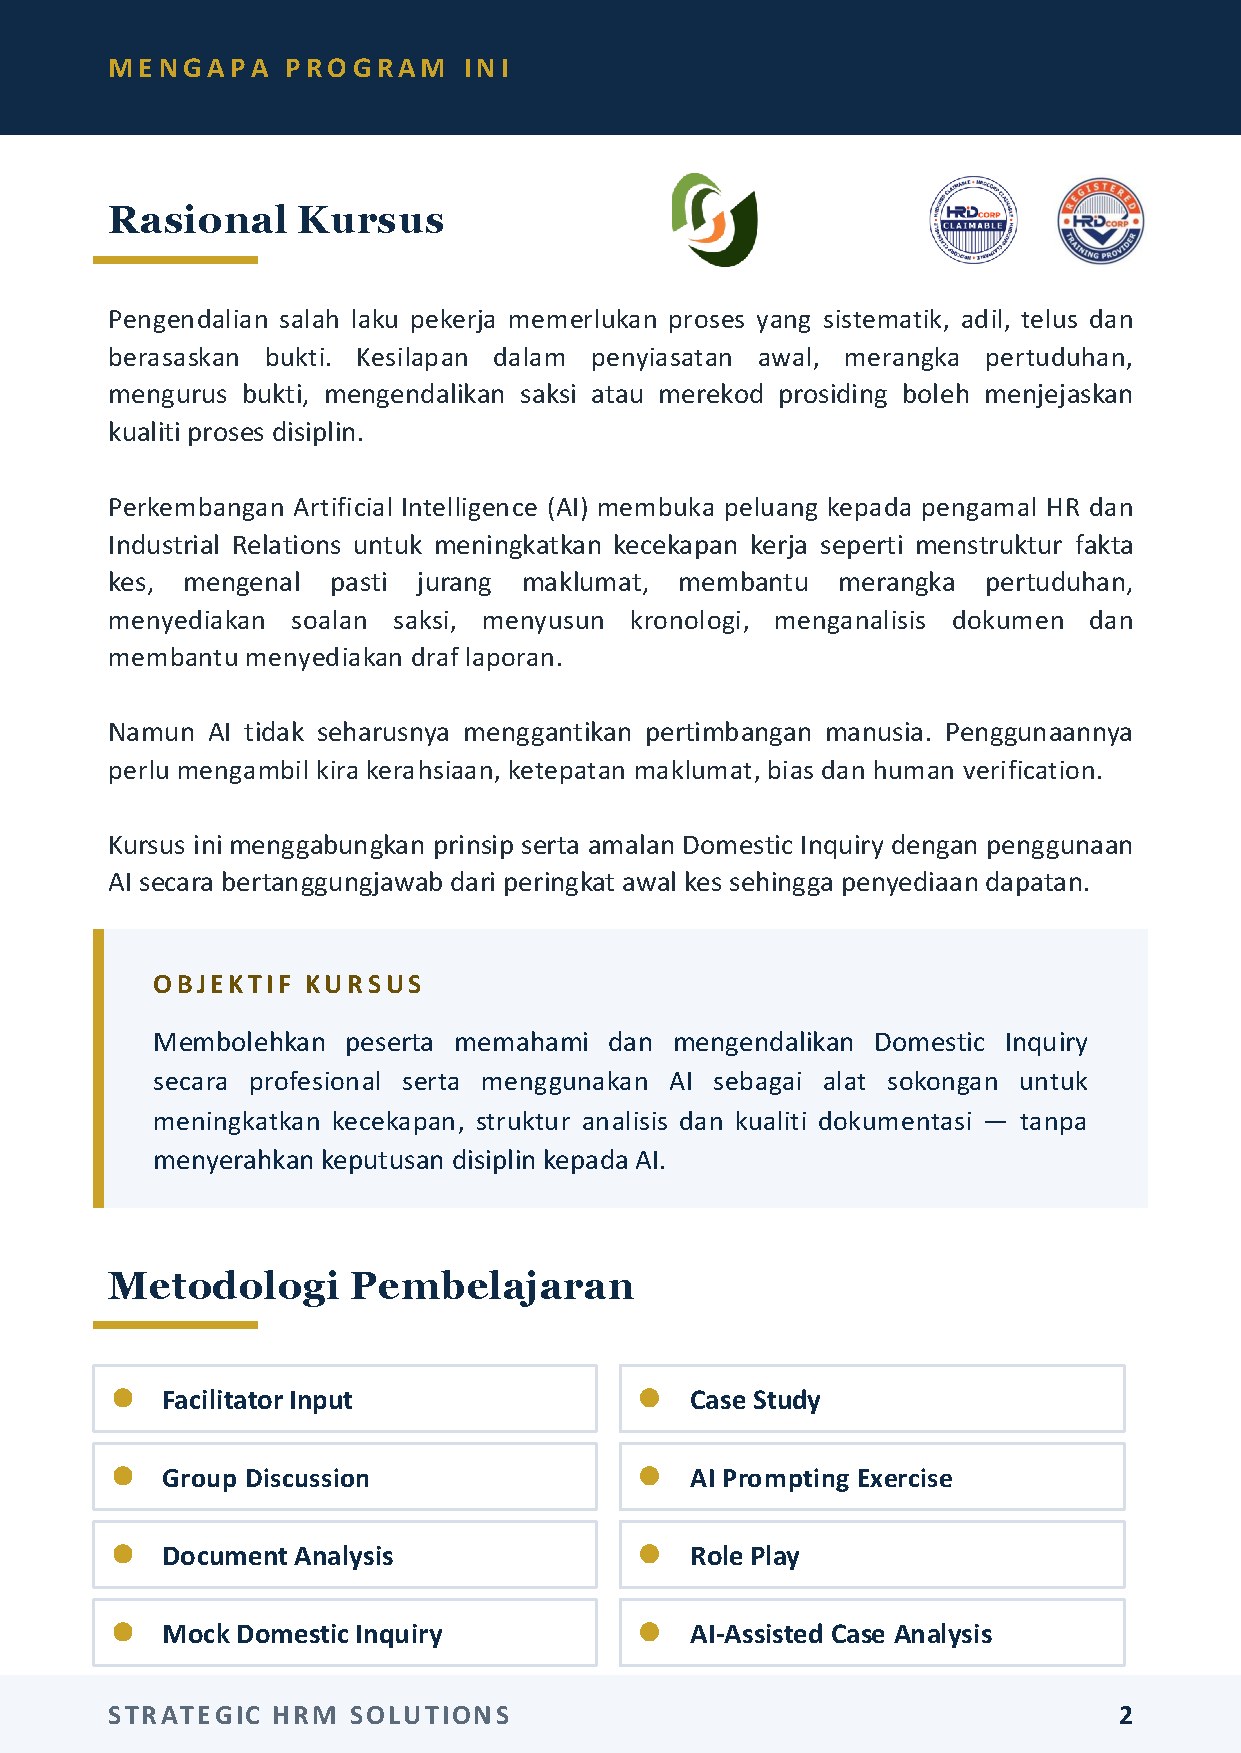 MENGAPA PROGRAM INI
Rasional Kursus
HRD CORP
CLAIMABLE
REGISTERED
HRD CORP
TRAINING PROVIDER
Pengendalian salah laku pekerja memerlukan proses yang sistematik, adil, telus dan
berasaskan bukti. Kesilapan dalam penyiasatan awal, merangka pertuduhan,
mengurus bukti, mengendalikan saksi atau merekod prosiding boleh menjejaskan
kualiti proses disiplin.
Perkembangan Artificial Intelligence (AI) membuka peluang kepada pengamal HR dan
Industrial Relations untuk meningkatkan kecekapan kerja seperti menstruktur fakta
kes, mengenal pasti jurang maklumat, membantu merangka pertuduhan,
menyediakan soalan saksi, menyusun kronologi, menganalisis dokumen dan
membantu menyediakan draf laporan.
Namun AI tidak seharusnya menggantikan pertimbangan manusia. Penggunaannya
perlu mengambil kira kerahsiaan, ketepatan maklumat, bias dan human verification.
Kursus ini menggabungkan prinsip serta amalan Domestic Inquiry dengan penggunaan
AI secara bertanggungjawab dari peringkat awal kes sehingga penyediaan dapatan.
OBJEKTIF KURSUS
Membolehkan peserta memahami dan mengendalikan Domestic Inquiry
secara profesional serta menggunakan AI sebagai alat sokongan untuk
meningkatkan kecekapan, struktur analisis dan kualiti dokumentasi — tanpa
menyerahkan keputusan disiplin kepada AI.
Metodologi Pembelajaran
Facilitator Input
Case Study
Group Discussion
AI Prompting Exercise
Document Analysis
Role Play
Mock Domestic Inquiry
AI-Assisted Case Analysis
STRATEGIC HRM SOLUTIONS
2